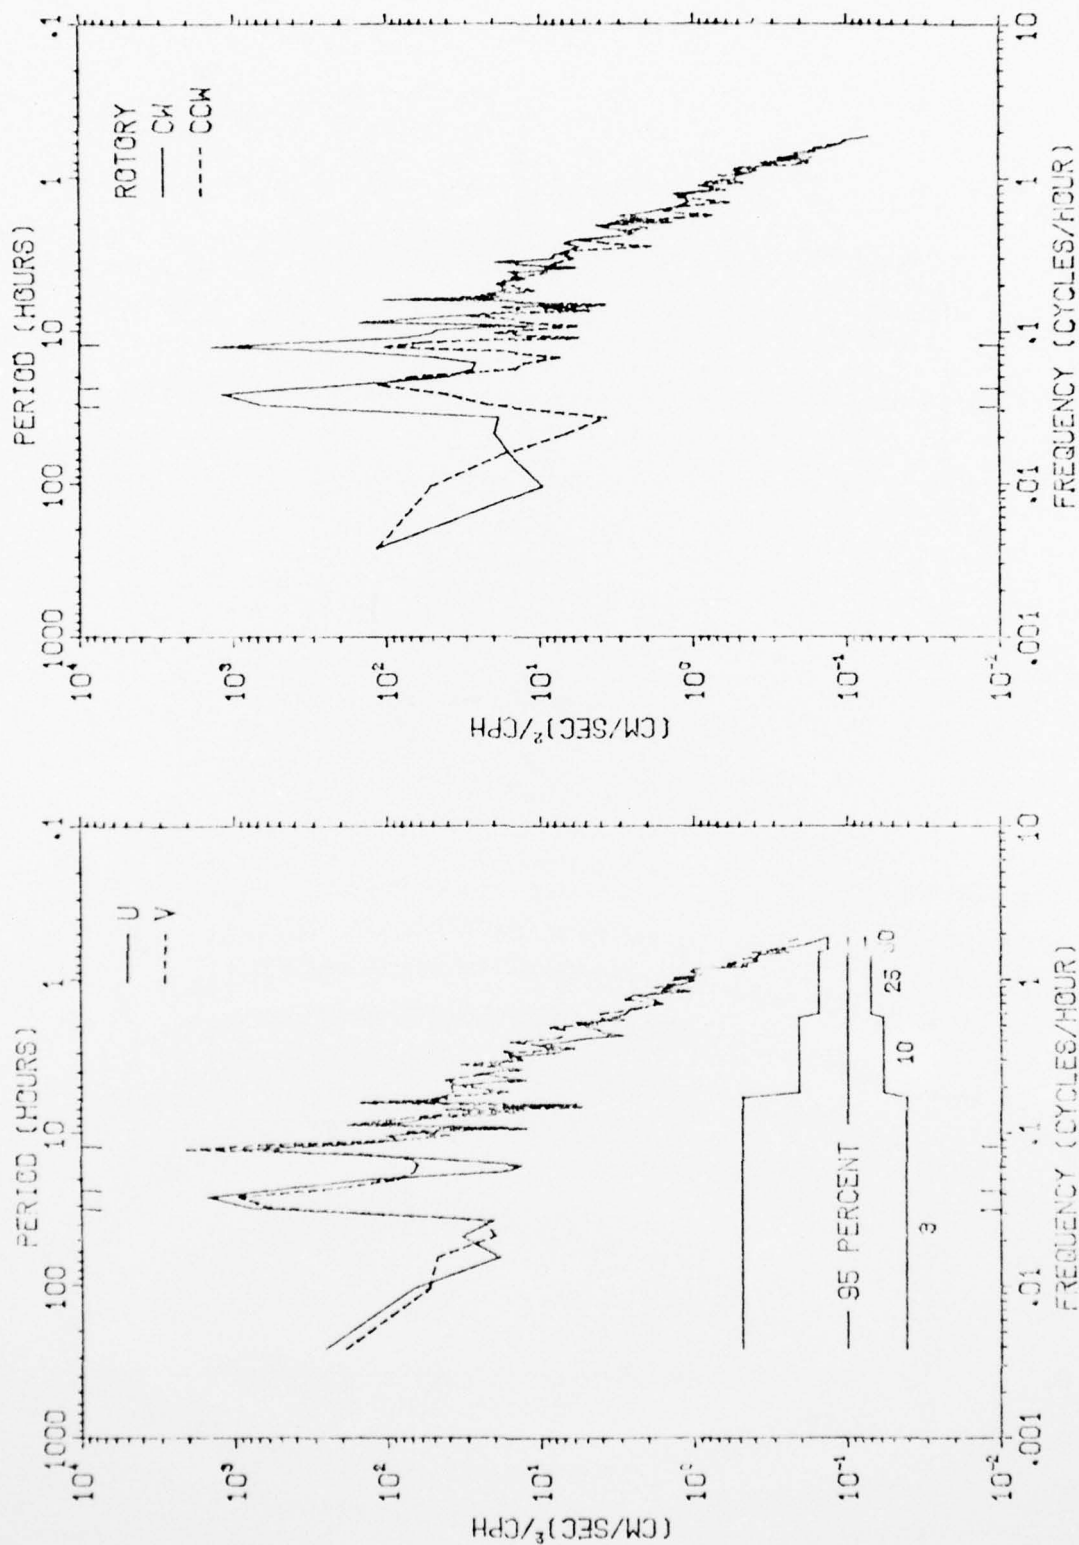 PERIOD (HOURS)
1000 100 10 1 .1
10⁴
10³
10²
10¹
10⁰
10⁻¹
10⁻²
(CM/SEC)²/CPH
— U
---- V
— 95 PERCENT
3 10 25
.001 .01 .1 1 10
FREQUENCY (CYCLES/HOUR)
PERIOD (HOURS)
1000 100 10 1 .1
10⁴
10³
10²
10¹
10⁰
10⁻¹
10⁻²
(CM/SEC)²/CPH
ROTORY
— CW
---- CCW
.001 .01 .1 1 10
FREQUENCY (CYCLES/HOUR)